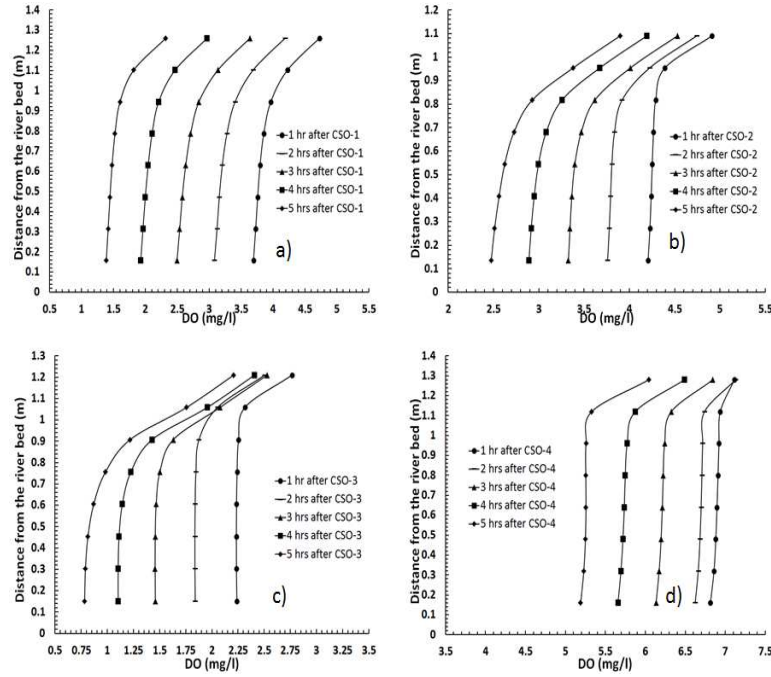 Distance from the river bed (m)
1.4
1.3
1.2
1.1
1
0.9
0.8
0.7
0.6
0.5
0.4
0.3
0.2
0.1
0
1 hr after CSO-1
2 hrs after CSO-1
3 hrs after CSO-1
4 hrs after CSO-1
5 hrs after CSO-1
a)
0.5 1 1.5 2 2.5 3 3.5 4 4.5 5 5.5
DO (mg/l)
Distance from the river bed (m)
1.2
1.1
1
0.9
0.8
0.7
0.6
0.5
0.4
0.3
0.2
0.1
0
1 hr after CSO-2
2 hrs after CSO-2
3 hrs after CSO-2
4 hrs after CSO-2
5 hrs after CSO-2
b)
2 2.5 3 3.5 4 4.5 5 5.5
DO (mg/l)
Distance from the river bed (m)
1.3
1.2
1.1
1
0.9
0.8
0.7
0.6
0.5
0.4
0.3
0.2
0.1
0
1 hr after CSO-3
2 hrs after CSO-3
3 hrs after CSO-3
4 hrs after CSO-3
5 hrs after CSO-3
c)
0.5 0.75 1 1.25 1.5 1.75 2 2.25 2.5 2.75 3
DO (mg/l)
Distance from the river bed (m)
1.4
1.3
1.2
1.1
1
0.9
0.8
0.7
0.6
0.5
0.4
0.3
0.2
0.1
0
1 hr after CSO-4
2 hrs after CSO-4
3 hrs after CSO-4
4 hrs after CSO-4
5 hrs after CSO-4
d)
3.5 4 4.5 5 5.5 6 6.5 7 7.5
DO (mg/l)